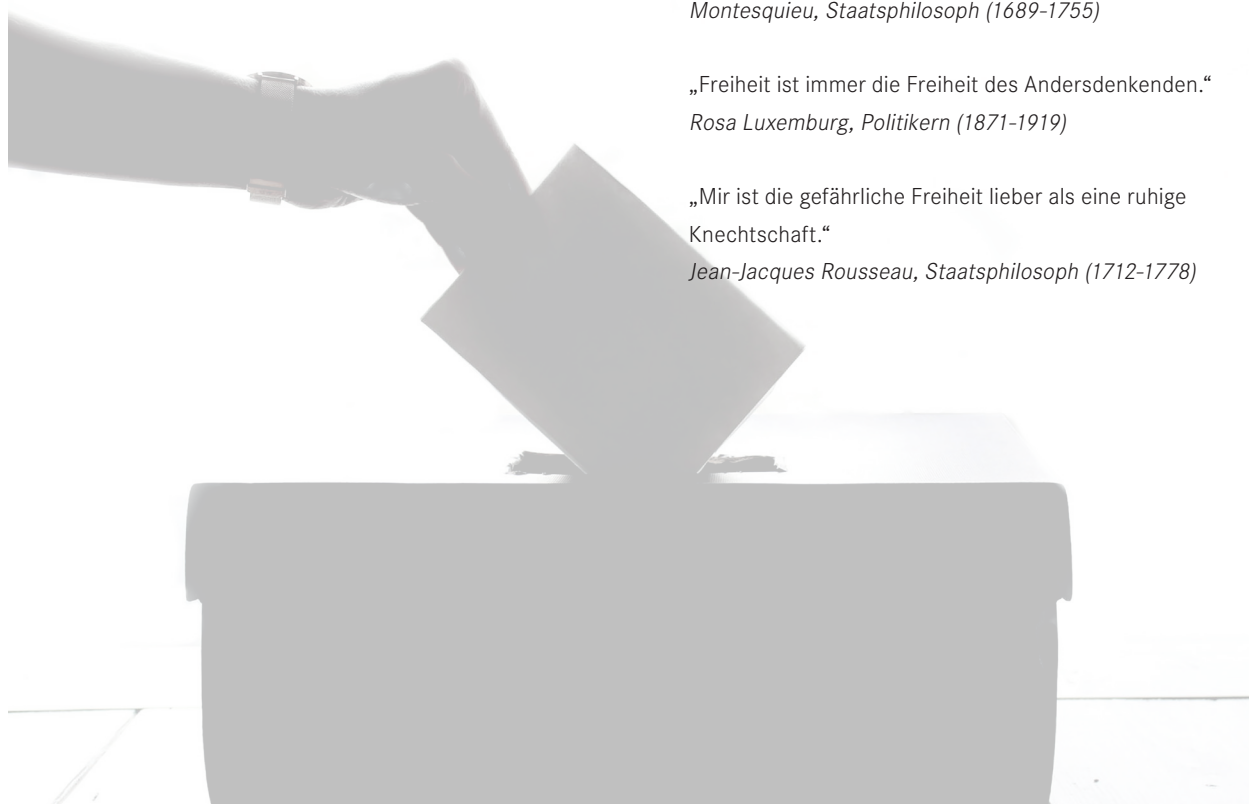 Montesquieu, Staatsphilosoph (1689-1755)
„Freiheit ist immer die Freiheit des Andersdenkenden.“
Rosa Luxemburg, Politikern (1871-1919)
„Mir ist die gefährliche Freiheit lieber als eine ruhige
Knechtschaft.“
Jean-Jacques Rousseau, Staatsphilosoph (1712-1778)